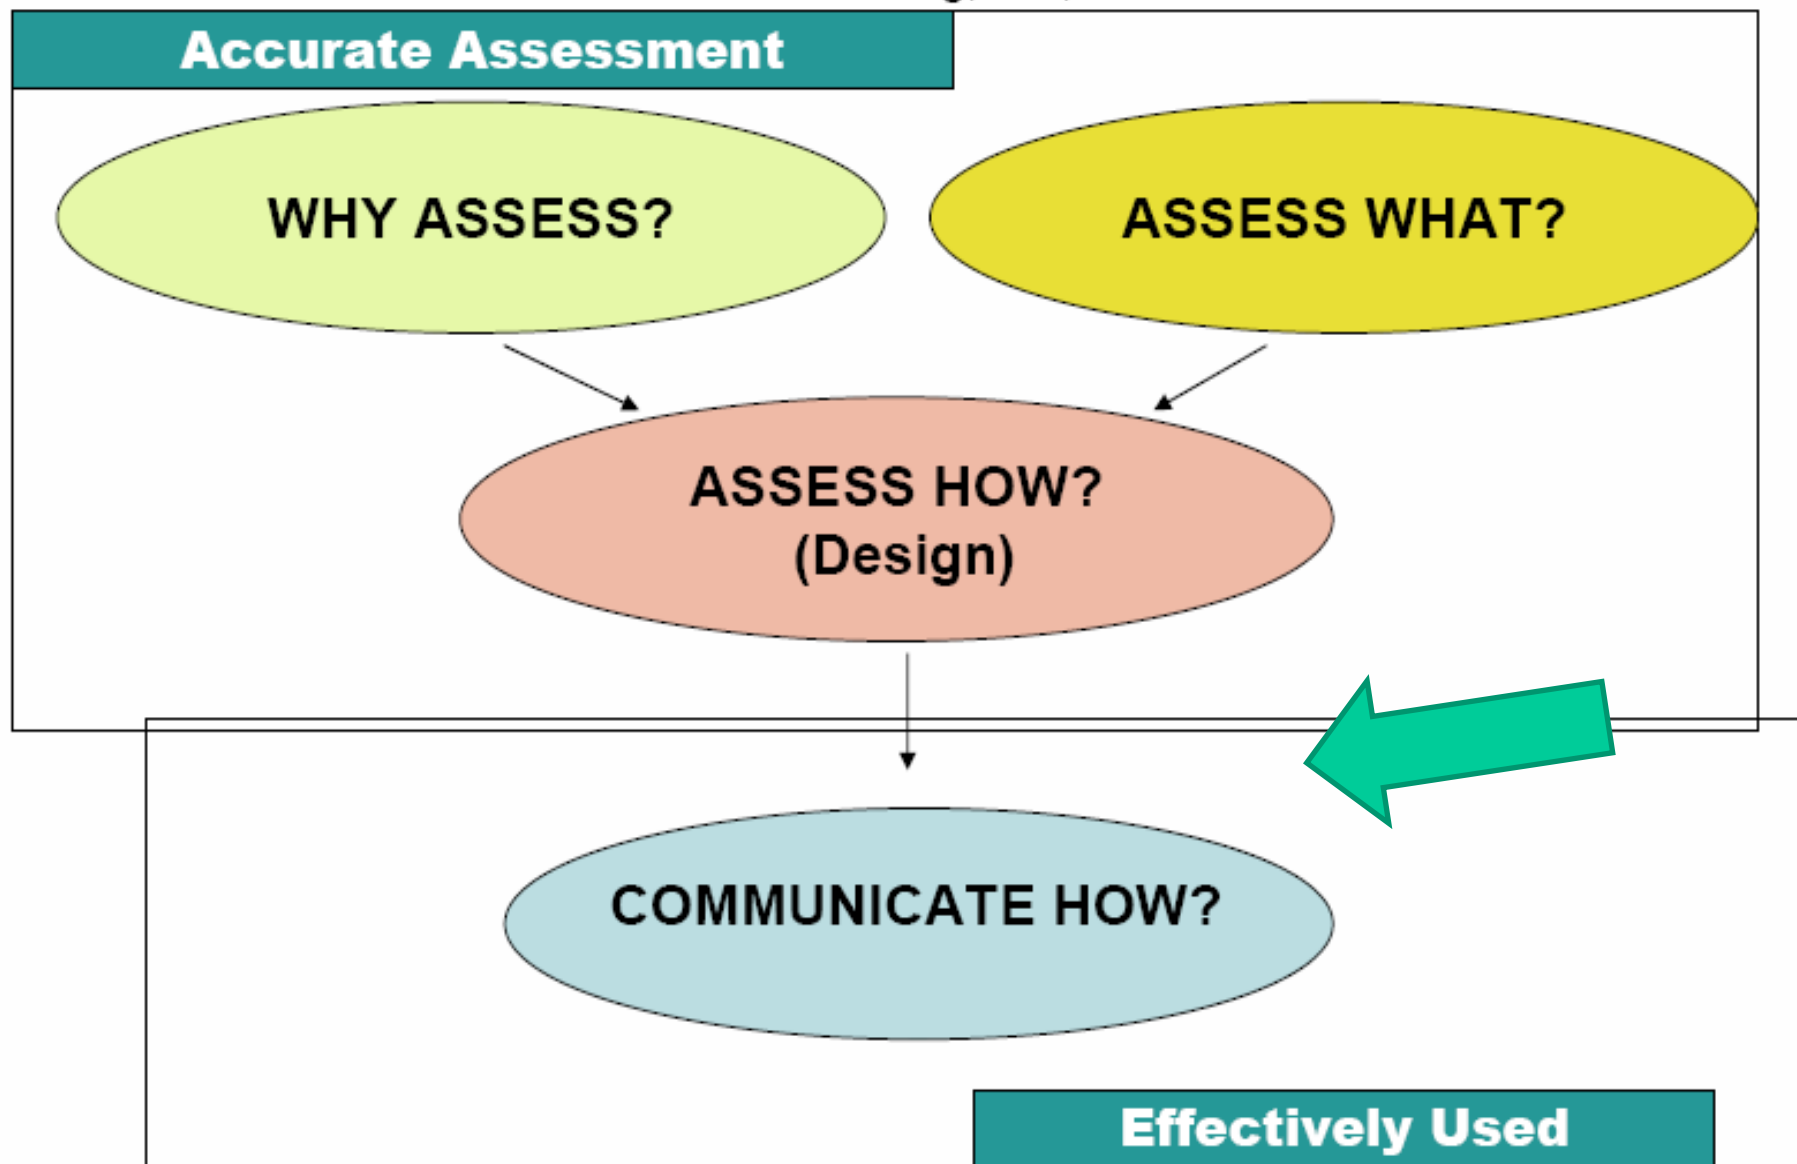 Accurate Assessment
WHY ASSESS?
ASSESS WHAT?
ASSESS HOW?
(Design)
COMMUNICATE HOW?
Effectively Used